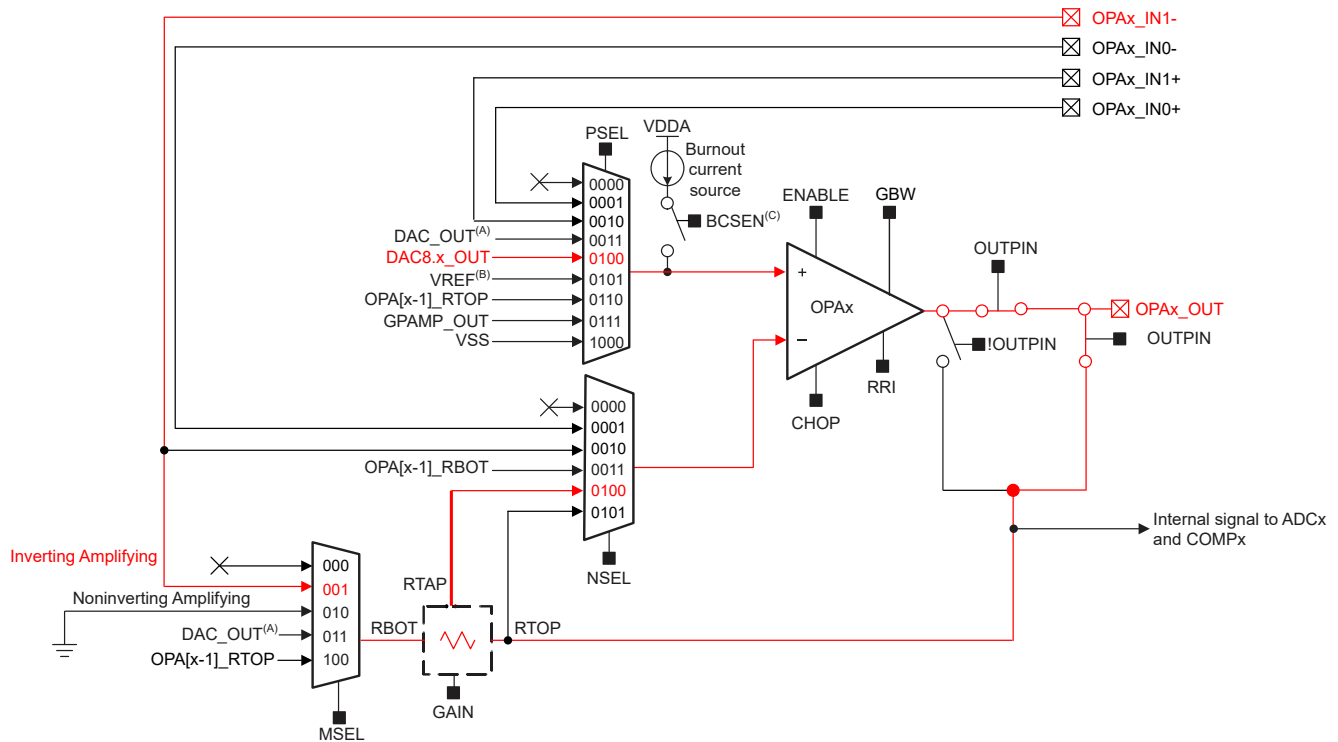 OPAx_IN1-
OPAx_IN0-
OPAx_IN1+
OPAx_IN0+
PSEL
VDDA
Burnout
current
source
BCSEN(C)
ENABLE
GBW
0000
0001
0010
DAC_OUT(A)
0011
DAC8.x_OUT
0100
VREF(B)
0101
OPA[x-1]_RTOP
0110
GPAMP_OUT
0111
VSS
1000
+
OPAx
−
OUTPIN
OPAx_OUT
!OUTPIN
OUTPIN
RRI
CHOP
0000
0001
0010
OPA[x-1]_RBOT
0011
0100
0101
NSEL
Internal signal to ADCx
and COMPx
Inverting Amplifying
000
001
Noninverting Amplifying
010
DAC_OUT(A)
011
OPA[x-1]_RTOP
100
MSEL
RTAP
RBOT
RTOP
GAIN